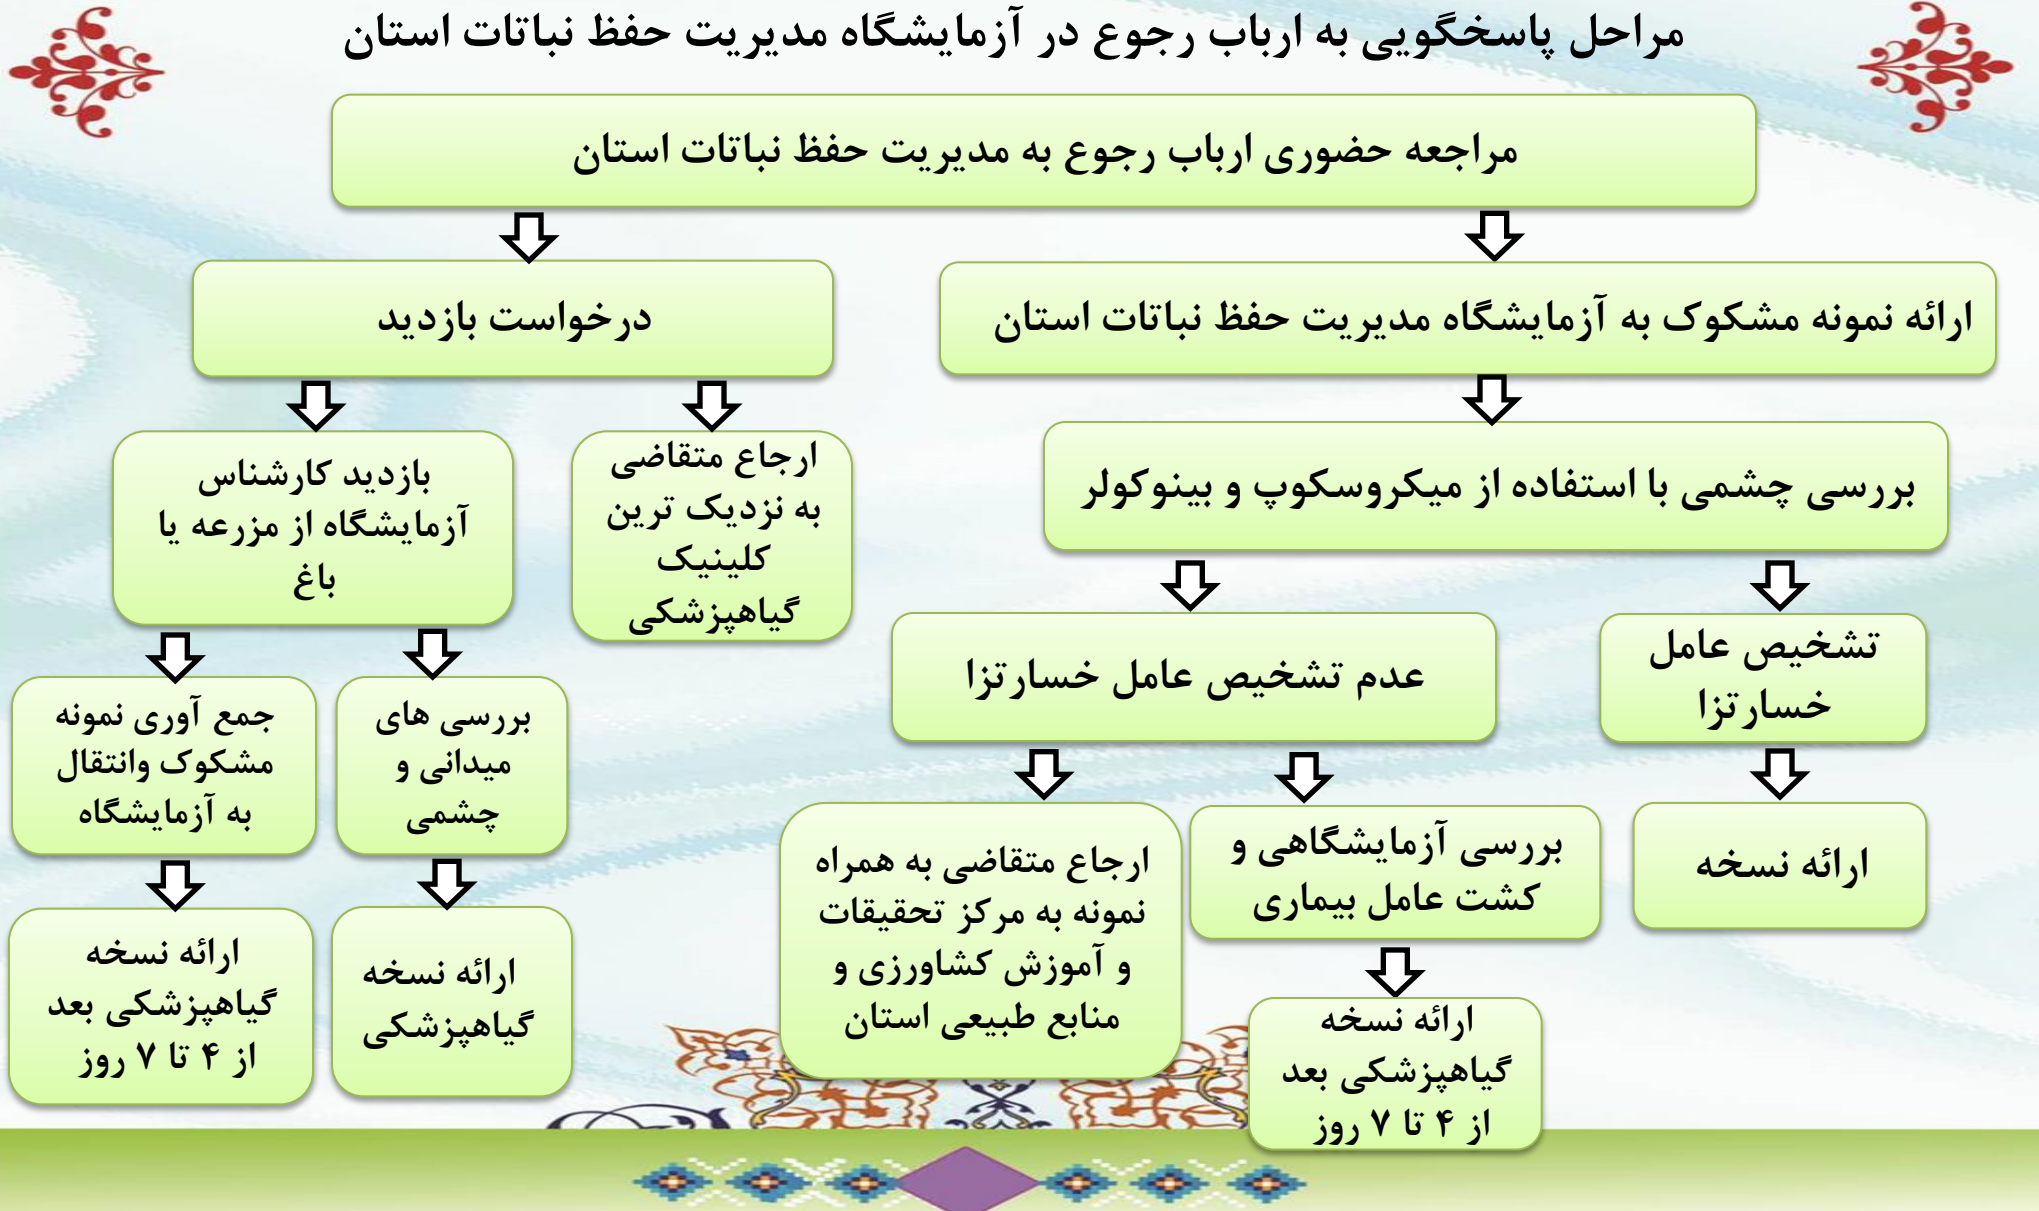 مراحل پاسخگویی به ارباب رجوع در آزمایشگاه مدیریت حفظ نباتات استان
مراجعه حضوری ارباب رجوع به مدیریت حفظ نباتات استان
ارائه نمونه مشکوک به آزمایشگاه مدیریت حفظ نباتات استان
درخواست بازدید
بررسی چشمی با استفاده از میکروسکوپ و بینوکولر
ارجاع متقاضی
به نزدیک ترین
کلینیک
گیاهپزشکی
بازدید کارشناس
آزمایشگاه از مزرعه یا
باغ
تشخیص عامل
خسارتزا
عدم تشخیص عامل خسارتزا
بررسی های
میدانی و
چشمی
جمع آوری نمونه
مشکوک وانتقال
به آزمایشگاه
ارائه نسخه
بررسی آزمایشگاهی و
کشت عامل بیماری
ارجاع متقاضی به همراه
نمونه به مرکز تحقیقات
و آموزش کشاورزی و
منابع طبیعی استان
ارائه نسخه
گیاهپزشکی
ارائه نسخه
گیاهپزشکی بعد
از ۴ تا ۷ روز
ارائه نسخه
گیاهپزشکی بعد
از ۴ تا ۷ روز